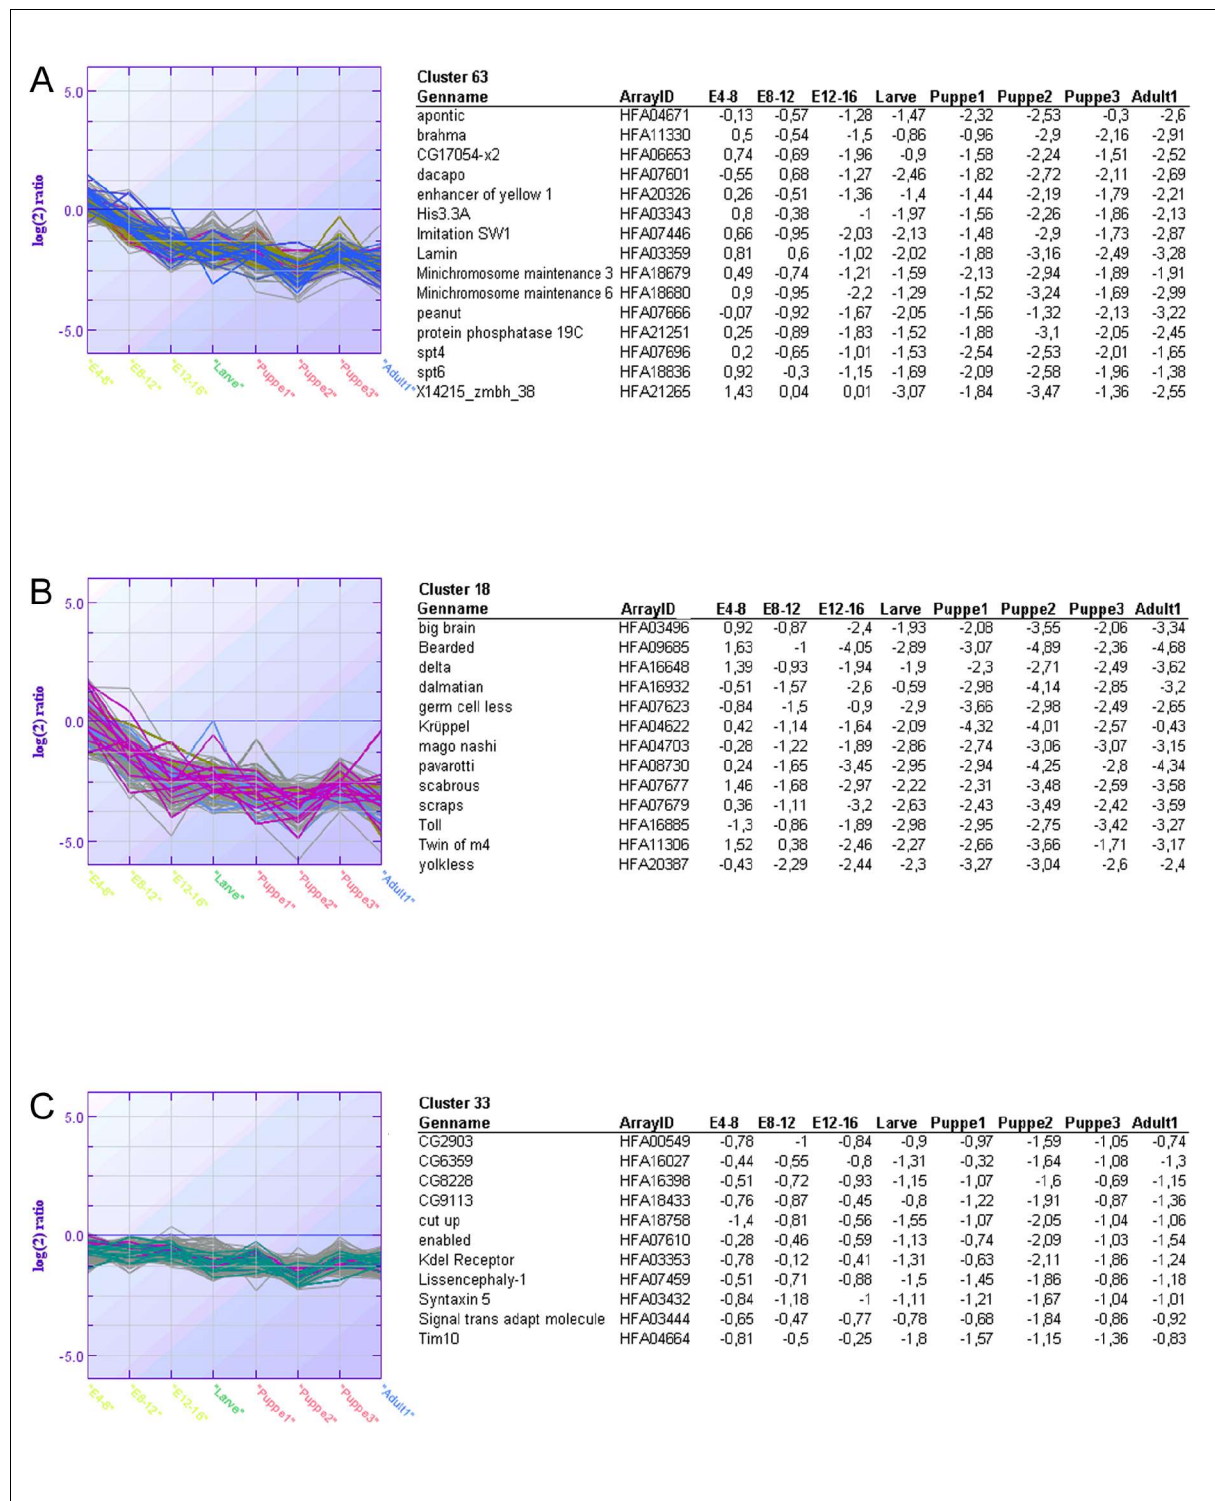 A
5.0
0.0
-5.0
log(2) ratio
"E4-8" "E8-12" "E12-16" "Larve" "Puppe1" "Puppe2" "Puppe3" "Adult1"
Cluster 63
Genname ArrayID E4-8 E8-12 E12-16 Larve Puppe1 Puppe2 Puppe3 Adult1
apontic HFA04671 -0,13 -0,57 -1,28 -1,47 -2,32 -2,53 -0,3 -2,6
brahma HFA11330 0,5 -0,54 -1,5 -0,86 -0,96 -2,9 -2,16 -2,91
CG17054-x2 HFA06653 0,74 -0,69 -1,96 -0,9 -1,58 -2,24 -1,51 -2,52
dacapo HFA07601 -0,55 0,68 -1,27 -2,46 -1,82 -2,72 -2,11 -2,69
enhancer of yellow 1 HFA20326 0,26 -0,51 -1,36 -1,4 -1,44 -2,19 -1,79 -2,21
His3.3A HFA03343 0,8 -0,38 -1 -1,97 -1,56 -2,26 -1,86 -2,13
Imitation SW1 HFA07446 0,66 -0,95 -2,03 -2,13 -1,48 -2,9 -1,73 -2,87
Lamin HFA03359 0,81 0,6 -1,02 -2,02 -1,88 -3,16 -2,49 -3,28
Minichromosome maintenance 3 HFA18679 0,49 -0,74 -1,21 -1,59 -2,13 -2,94 -1,89 -1,91
Minichromosome maintenance 6 HFA18680 0,9 -0,95 -2,2 -1,29 -1,52 -3,24 -1,69 -2,99
peanut HFA07666 -0,07 -0,92 -1,67 -2,05 -1,56 -1,32 -2,13 -3,22
protein phosphatase 19C HFA21251 0,25 -0,89 -1,83 -1,52 -1,88 -3,1 -2,05 -2,45
spt4 HFA07696 0,2 -0,65 -1,01 -1,53 -2,54 -2,53 -2,01 -1,65
spt6 HFA18836 0,92 -0,3 -1,15 -1,69 -2,09 -2,58 -1,96 -1,38
X14215_zmbh_38 HFA21265 1,43 0,04 0,01 -3,07 -1,84 -3,47 -1,36 -2,55
B
5.0
0.0
-5.0
log(2) ratio
"E4-8" "E8-12" "E12-16" "Larve" "Puppe1" "Puppe2" "Puppe3" "Adult1"
Cluster 18
Genname ArrayID E4-8 E8-12 E12-16 Larve Puppe1 Puppe2 Puppe3 Adult1
big brain HFA03496 0,92 -0,87 -2,4 -1,93 -2,08 -3,55 -2,06 -3,34
Bearded HFA09685 1,63 -1 -4,05 -2,89 -3,07 -4,89 -2,36 -4,68
delta HFA16648 1,39 -0,93 -1,94 -1,9 -2,3 -2,71 -2,49 -3,62
dalmatian HFA16932 -0,51 -1,57 -2,6 -0,59 -2,98 -4,14 -2,85 -3,2
germ cell less HFA07623 -0,84 -1,5 -0,9 -2,9 -3,66 -2,98 -2,49 -2,65
Krüppel HFA04622 0,42 -1,14 -1,64 -2,09 -4,32 -4,01 -2,57 -0,43
mago nashi HFA04703 -0,28 -1,22 -1,89 -2,86 -2,74 -3,06 -3,07 -3,15
pavarotti HFA08730 0,24 -1,65 -3,45 -2,95 -2,94 -4,25 -2,8 -4,34
scabrous HFA07677 1,46 -1,68 -2,97 -2,22 -2,31 -3,48 -2,59 -3,58
scraps HFA07679 0,36 -1,11 -3,2 -2,63 -2,43 -3,49 -2,42 -3,59
Toll HFA16885 -1,3 -0,86 -1,89 -2,98 -2,95 -2,75 -3,42 -3,27
Twin of m4 HFA11306 1,52 0,38 -2,46 -2,27 -2,66 -3,66 -1,71 -3,17
yolkless HFA20387 -0,43 -2,29 -2,44 -2,3 -3,27 -3,04 -2,6 -2,4
C
5.0
0.0
-5.0
log(2) ratio
"E4-8" "E8-12" "E12-16" "Larve" "Puppe1" "Puppe2" "Puppe3" "Adult1"
Cluster 33
Genname ArrayID E4-8 E8-12 E12-16 Larve Puppe1 Puppe2 Puppe3 Adult1
CG2903 HFA00549 -0,78 -1 -0,84 -0,9 -0,97 -1,59 -1,05 -0,74
CG6359 HFA16027 -0,44 -0,55 -0,8 -1,31 -0,32 -1,64 -1,08 -1,3
CG8228 HFA16398 -0,51 -0,72 -0,93 -1,15 -1,07 -1,6 -0,69 -1,15
CG9113 HFA18433 -0,76 -0,87 -0,45 -0,8 -1,22 -1,91 -0,87 -1,36
cut up HFA18758 -1,4 -0,81 -0,56 -1,55 -1,07 -2,05 -1,04 -1,06
enabled HFA07610 -0,28 -0,46 -0,59 -1,13 -0,74 -2,09 -1,03 -1,54
Kdel Receptor HFA03353 -0,78 -0,12 -0,41 -1,31 -0,63 -2,11 -1,86 -1,24
Lissencephaly-1 HFA07459 -0,51 -0,71 -0,88 -1,5 -1,45 -1,86 -0,86 -1,18
Syntaxin 5 HFA03432 -0,84 -1,18 -1 -1,11 -1,21 -1,67 -1,04 -1,01
Signal trans adapt molecule HFA03444 -0,65 -0,47 -0,77 -0,78 -0,68 -1,84 -0,86 -0,92
Tim10 HFA04664 -0,81 -0,5 -0,25 -1,8 -1,57 -1,15 -1,36 -0,83